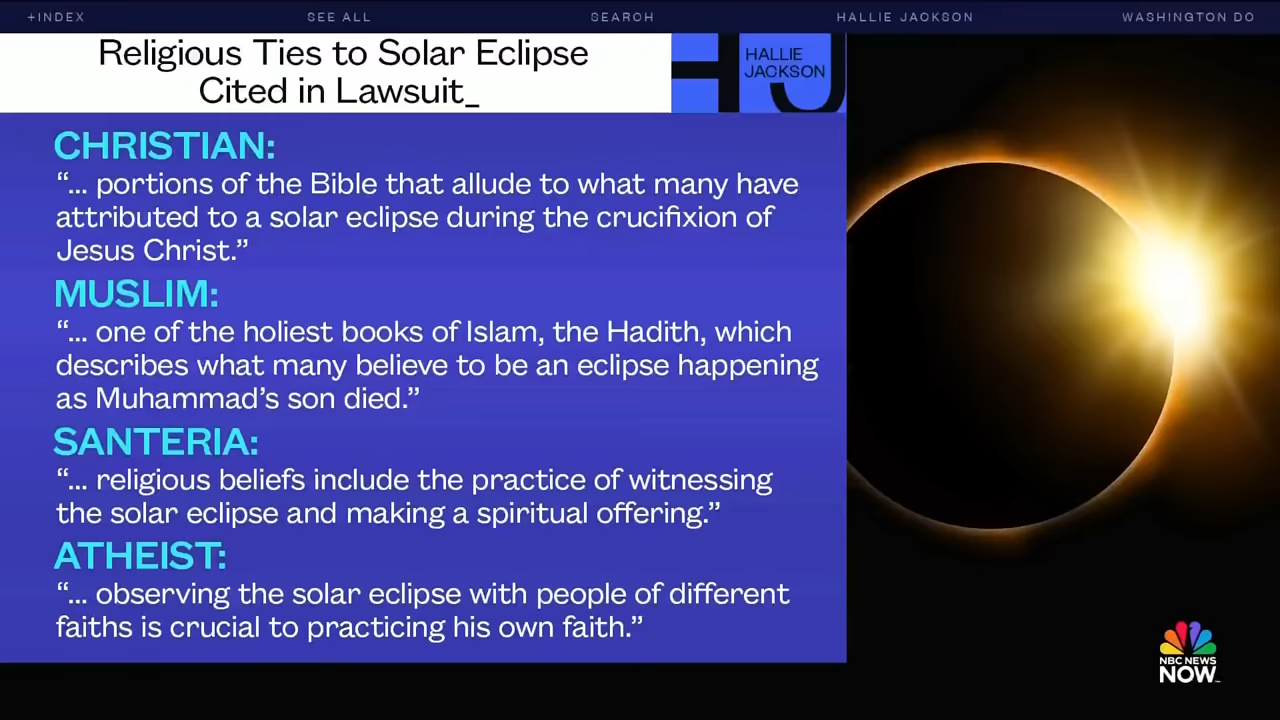 +INDEX
SEE ALL
SEARCH
HALLIE JACKSON
WASHINGTON DO
Religious Ties to Solar Eclipse
Cited in Lawsuit_
HALLIE
JACKSON
CHRISTIAN:
“... portions of the Bible that allude to what many have
attributed to a solar eclipse during the crucifixion of
Jesus Christ.”
MUSLIM:
“... one of the holiest books of Islam, the Hadith, which
describes what many believe to be an eclipse happening
as Muhammad’s son died.”
SANTERIA:
“... religious beliefs include the practice of witnessing
the solar eclipse and making a spiritual offering.”
ATHEIST:
“... observing the solar eclipse with people of different
faiths is crucial to practicing his own faith.”
NBC NEWS
NOW